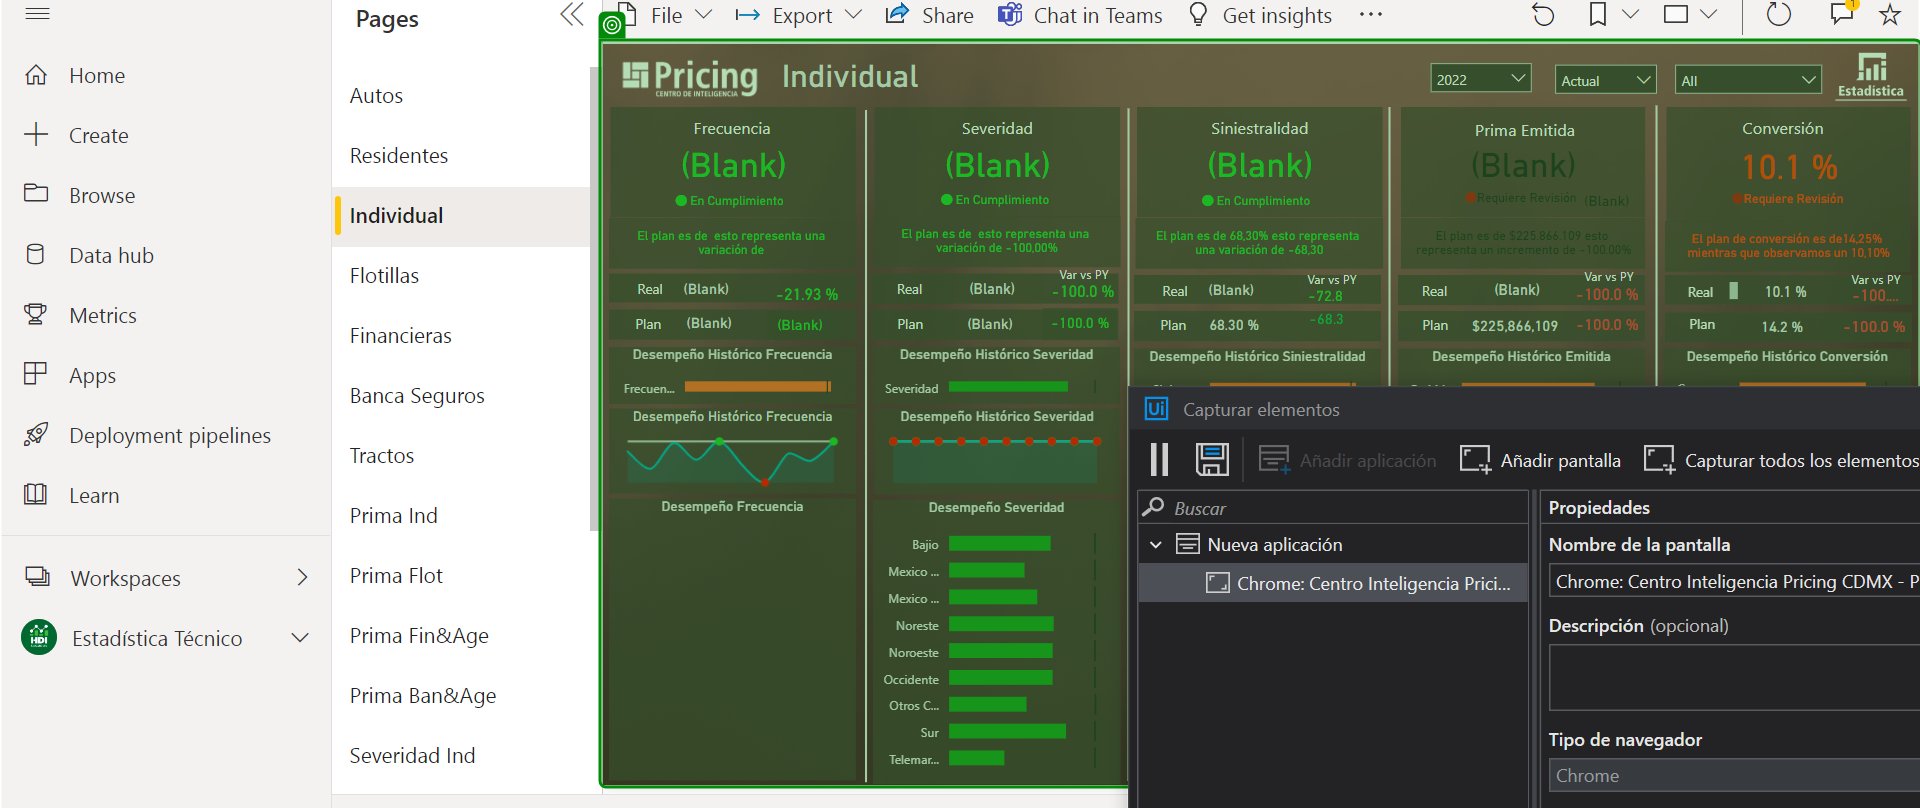 Home
Create
Browse
Data hub
Metrics
Apps
Deployment pipelines
Learn
Workspaces
HDI
Estadística Técnico
Pages
Autos
Residentes
Individual
Flotillas
Financieras
Banca Seguros
Tractos
Prima Ind
Prima Flot
Prima Fin&Age
Prima Ban&Age
Severidad Ind
File
Export
Share
Chat in Teams
Get insights
1
Pricing
CENTRO DE INTELIGENCIA
Individual
2022
Actual
All
Estadística
Frecuencia
(Blank)
En Cumplimiento
El plan es de esto representa una
variación de
Real (Blank) -21.93 %
Plan (Blank) (Blank)
Desempeño Histórico Frecuencia
Frecuen...
Desempeño Histórico Frecuencia
Desempeño Frecuencia
Severidad
(Blank)
En Cumplimiento
El plan es de esto representa una
variación de -100,00%
Var vs PY
Real (Blank) -100.0 %
Plan (Blank) -100.0 %
Desempeño Histórico Severidad
Severidad
Desempeño Histórico Severidad
Desempeño Severidad
Bajio
Mexico ...
Mexico ...
Noreste
Noroeste
Occidente
Otros C...
Sur
Telemar...
Siniestralidad
(Blank)
En Cumplimiento
El plan es de 68,30% esto representa
una variación de -68,30
Var vs PY
Real (Blank) -72.8
Plan 68.30 % -68.3
Desempeño Histórico Siniestralidad
Prima Emitida
(Blank)
Requiere Revisión (Blank)
El plan es de $225.866.109 esto
representa un incremento de -100.00%
Var vs PY
Real (Blank) -100.0 %
Plan $225,866,109 -100.0 %
Desempeño Histórico Emitida
Conversión
10.1 %
Requiere Revisión
El plan de conversión es de14,25%
mientras que observamos un 10,10%
Var vs PY
Real 10.1 % -100....
Plan 14.2 % -100.0 %
Desempeño Histórico Conversión
Ui Capturar elementos
Añadir aplicación
Añadir pantalla
Capturar todos los elementos
Buscar
Nueva aplicación
Chrome: Centro Inteligencia Prici...
Propiedades
Nombre de la pantalla
Chrome: Centro Inteligencia Pricing CDMX - P
Descripción (opcional)
Tipo de navegador
Chrome